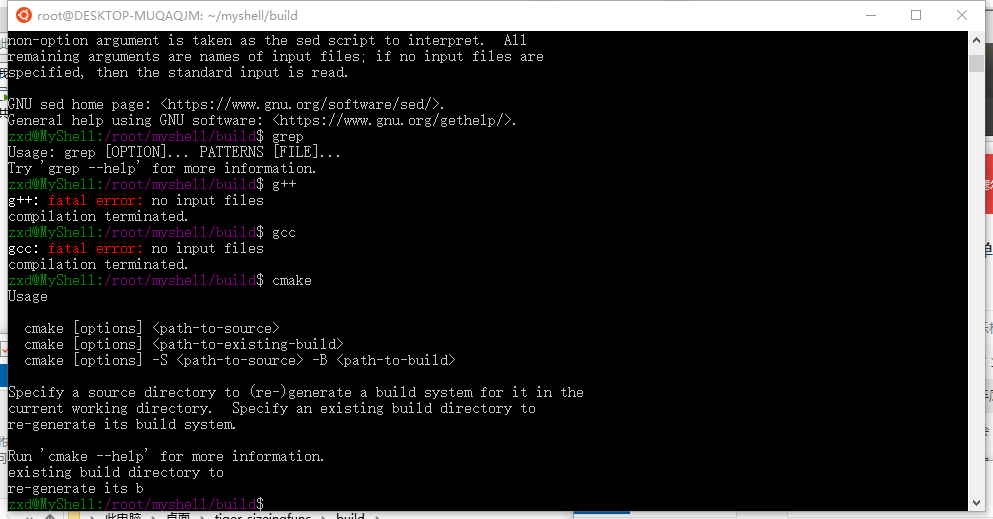 root@DESKTOP-MUQAQJM: ~/myshell/build
non-option argument is taken as the sed script to interpret.  All
remaining arguments are names of input files; if no input files are
specified, then the standard input is read.
GNU sed home page: <https://www.gnu.org/software/sed/>.
General help using GNU software: <https://www.gnu.org/gethelp/>.
zxd@MyShell:/root/myshell/build$ grep
Usage: grep [OPTION]... PATTERNS [FILE]...
Try 'grep --help' for more information.
zxd@MyShell:/root/myshell/build$ g++
g++: fatal error: no input files
compilation terminated.
zxd@MyShell:/root/myshell/build$ gcc
gcc: fatal error: no input files
compilation terminated.
zxd@MyShell:/root/myshell/build$ cmake
Usage
  cmake [options] <path-to-source>
  cmake [options] <path-to-existing-build>
  cmake [options] -S <path-to-source> -B <path-to-build>
Specify a source directory to (re-)generate a build system for it in the
current working directory.  Specify an existing build directory to
re-generate its build system.
Run 'cmake --help' for more information.
existing build directory to
re-generate its b
zxd@MyShell:/root/myshell/build$